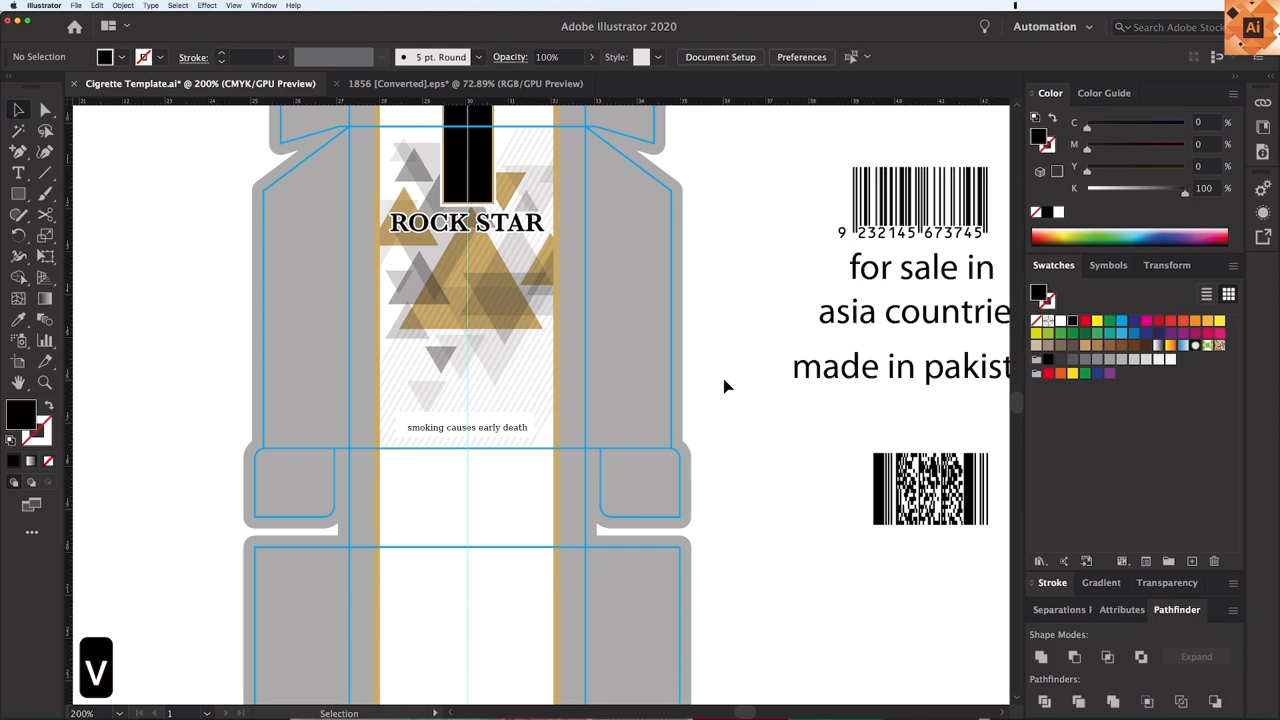 Illustrator File Edit Object Type Select Effect View Window Help
Adobe Illustrator 2020
Automation
Search Adobe Stock
Ai
No Selection
Stroke:
5 pt. Round
Opacity: 100%
Style:
Document Setup
Preferences
Cigrette Template.ai* @ 200% (CMYK/GPU Preview)
1856 [Converted].eps* @ 72.89% (RGB/GPU Preview)
Color
Color Guide
C 0 %
M 0 %
Y 0 %
K 100 %
ROCK STAR
9 232145 673745
for sale in
asia countrie
made in pakist
smoking causes early death
Swatches
Symbols
Transform
Stroke
Gradient
Transparency
Separations
Attributes
Pathfinder
Shape Modes:
Expand
Pathfinders:
V
200%
1
Selection